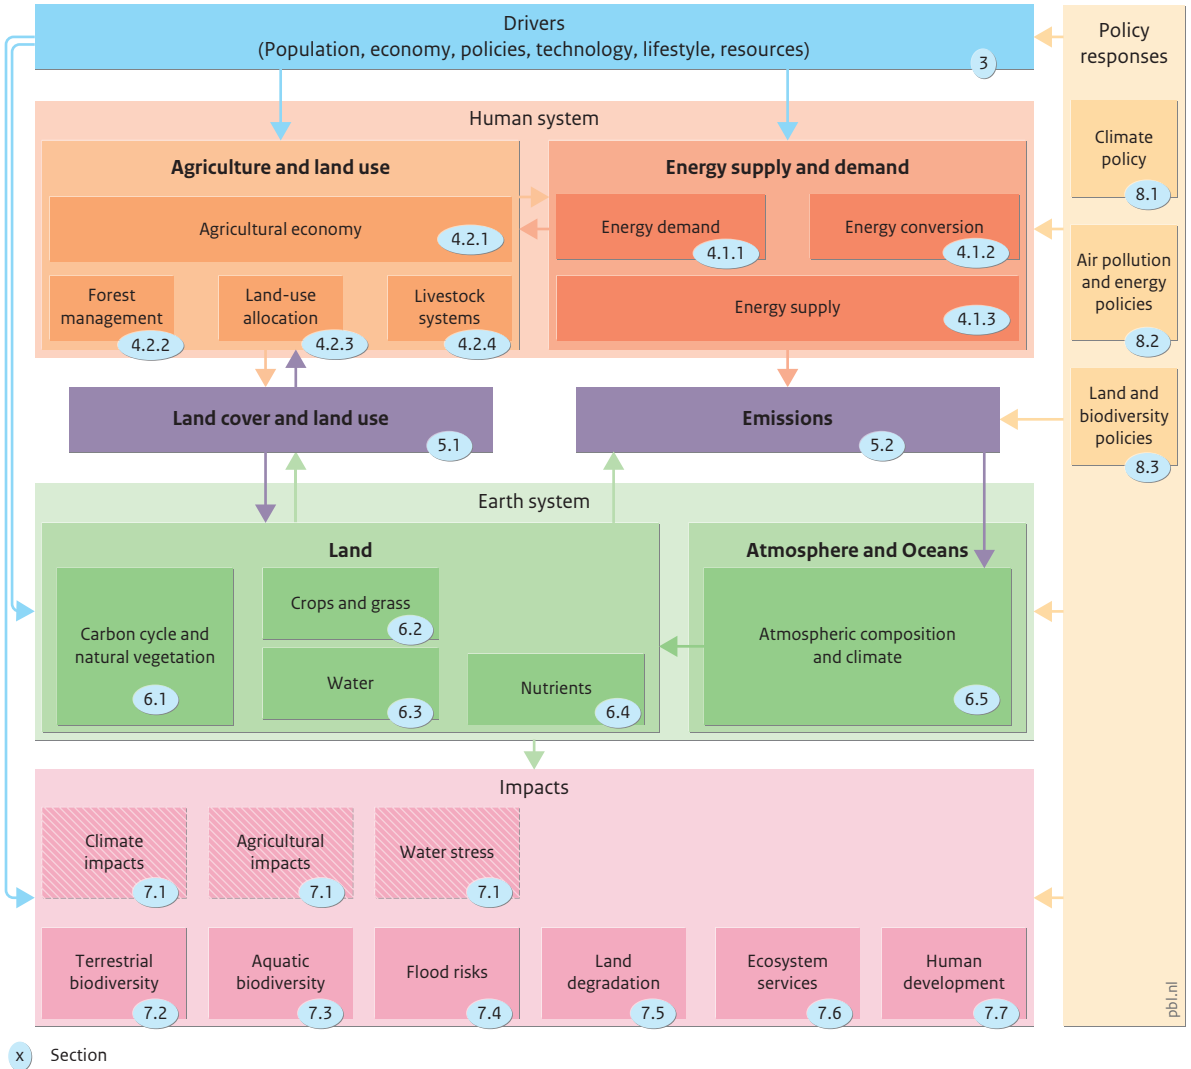 Drivers
(Population, economy, policies, technology, lifestyle, resources)
3
Policy
responses
Human system
Climate
policy
8.1
Agriculture and land use
Energy supply and demand
Agricultural economy
4.2.1
Energy demand
4.1.1
Energy conversion
4.1.2
Air pollution
and energy
policies
8.2
Forest
management
4.2.2
Land-use
allocation
4.2.3
Livestock
systems
4.2.4
Energy supply
4.1.3
Land cover and land use
5.1
Emissions
5.2
Land and
biodiversity
policies
8.3
Earth system
Land
Atmosphere and Oceans
Carbon cycle and
natural vegetation
6.1
Crops and grass
6.2
Water
6.3
Nutrients
6.4
Atmospheric composition
and climate
6.5
Impacts
Climate
impacts
7.1
Agricultural
impacts
7.1
Water stress
7.1
Terrestrial
biodiversity
7.2
Aquatic
biodiversity
7.3
Flood risks
7.4
Land
degradation
7.5
Ecosystem
services
7.6
Human
development
7.7
pbl.nl
x Section